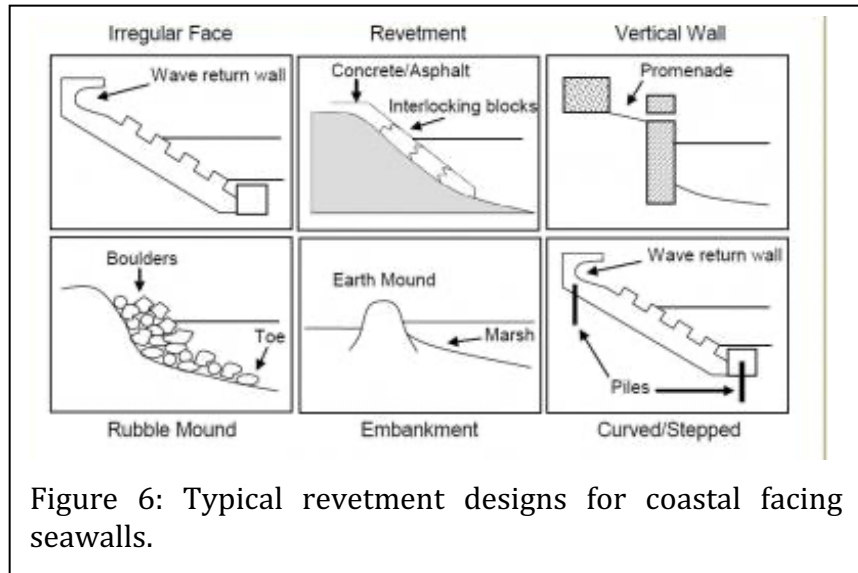 Irregular Face
Revetment
Vertical Wall
Wave return wall
Concrete/Asphalt
Interlocking blocks
Promenade
Boulders
Toe
Earth Mound
Marsh
Wave return wall
Piles
Rubble Mound
Embankment
Curved/Stepped
Figure 6: Typical revetment designs for coastal facing
seawalls.